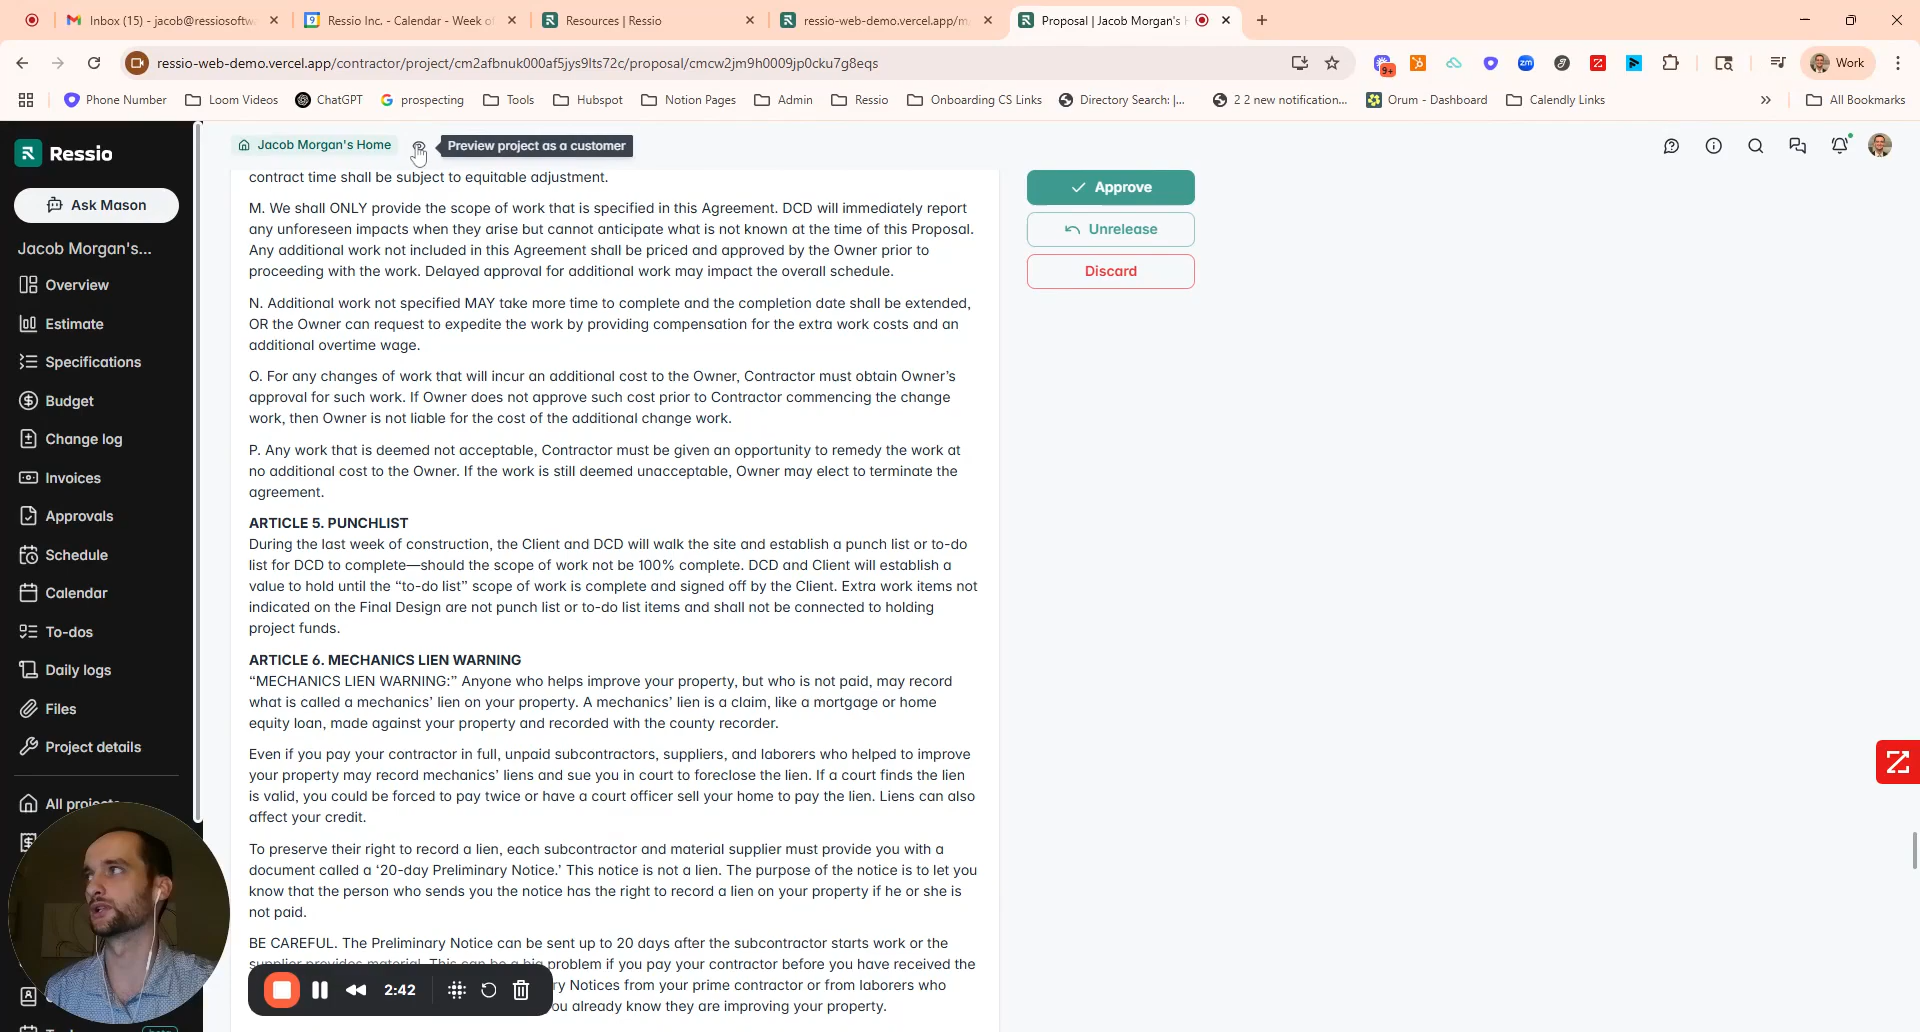 Inbox (15) - jacob@ressiosoftw
Ressio Inc. - Calendar - Week of
Resources | Ressio
ressio-web-demo.vercel.app/m
Proposal | Jacob Morgan's
ressio-web-demo.vercel.app/contractor/project/cm2afbnuk000af5jys9lts72c/proposal/cmcw2jm9h0009jp0cku7g8eqs
9+
zm
Work
Phone Number
Loom Videos
ChatGPT
prospecting
Tools
Hubspot
Notion Pages
Admin
Ressio
Onboarding CS Links
Directory Search: |...
2 2 new notification...
Orum - Dashboard
Calendly Links
All Bookmarks
Ressio
Ask Mason
Jacob Morgan's...
Overview
Estimate
Specifications
Budget
Change log
Invoices
Approvals
Schedule
Calendar
To-dos
Daily logs
Files
Project details
All projects
Jacob Morgan's Home
Preview project as a customer
contract time shall be subject to equitable adjustment.
M. We shall ONLY provide the scope of work that is specified in this Agreement. DCD will immediately report
any unforeseen impacts when they arise but cannot anticipate what is not known at the time of this Proposal.
Any additional work not included in this Agreement shall be priced and approved by the Owner prior to
proceeding with the work. Delayed approval for additional work may impact the overall schedule.
N. Additional work not specified MAY take more time to complete and the completion date shall be extended,
OR the Owner can request to expedite the work by providing compensation for the extra work costs and an
additional overtime wage.
O. For any changes of work that will incur an additional cost to the Owner, Contractor must obtain Owner's
approval for such work. If Owner does not approve such cost prior to Contractor commencing the change
work, then Owner is not liable for the cost of the additional change work.
P. Any work that is deemed not acceptable, Contractor must be given an opportunity to remedy the work at
no additional cost to the Owner. If the work is still deemed unacceptable, Owner may elect to terminate the
agreement.
ARTICLE 5. PUNCHLIST
During the last week of construction, the Client and DCD will walk the site and establish a punch list or to-do
list for DCD to complete—should the scope of work not be 100% complete. DCD and Client will establish a
value to hold until the “to-do list” scope of work is complete and signed off by the Client. Extra work items not
indicated on the Final Design are not punch list or to-do list items and shall not be connected to holding
project funds.
ARTICLE 6. MECHANICS LIEN WARNING
“MECHANICS LIEN WARNING:” Anyone who helps improve your property, but who is not paid, may record
what is called a mechanics’ lien on your property. A mechanics’ lien is a claim, like a mortgage or home
equity loan, made against your property and recorded with the county recorder.
Even if you pay your contractor in full, unpaid subcontractors, suppliers, and laborers who helped to improve
your property may record mechanics’ liens and sue you in court to foreclose the lien. If a court finds the lien
is valid, you could be forced to pay twice or have a court officer sell your home to pay the lien. Liens can also
affect your credit.
To preserve their right to record a lien, each subcontractor and material supplier must provide you with a
document called a ‘20-day Preliminary Notice.’ This notice is not a lien. The purpose of the notice is to let you
know that the person who sends you the notice has the right to record a lien on your property if he or she is
not paid.
BE CAREFUL. The Preliminary Notice can be sent up to 20 days after the subcontractor starts work or the
supplier provides material. This can be a big problem if you pay your contractor before you have received the
ry Notices from your prime contractor or from laborers who
ou already know they are improving your property.
Approve
Unrelease
Discard
2:42